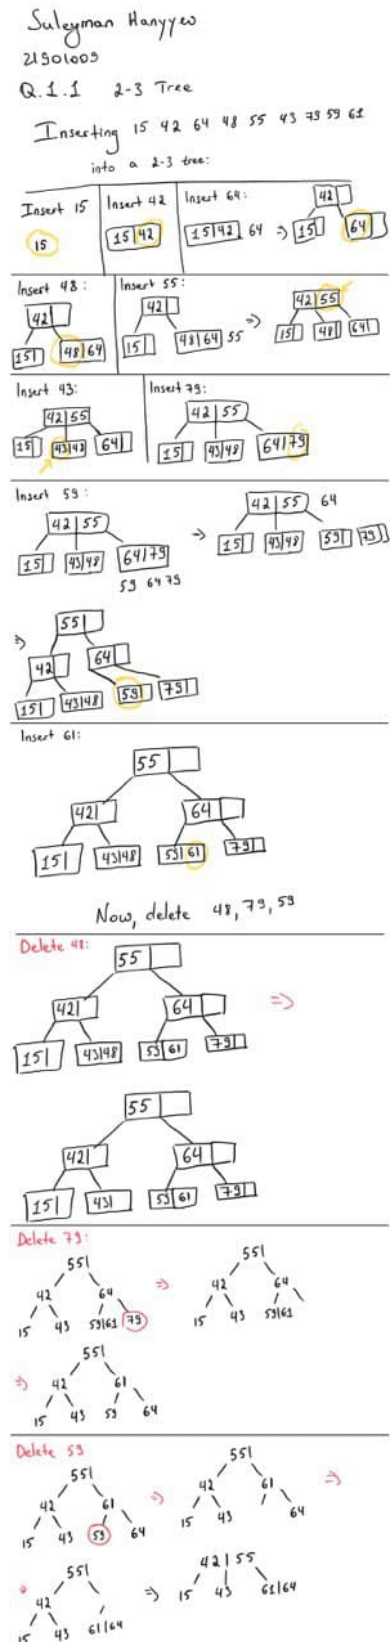 Suleyman Hanyyev
21901009
Q.1.1 2-3 Tree
Inserting 15 42 64 48 55 43 79 59 61
into a 2-3 tree:
Insert 15
15
Insert 42
15|42
Insert 64:
15|42 64 =>
42
15 64
Insert 48:
42
15 48|64
Insert 55:
42
15 48|64 55 =>
42|55
15 48 64
Insert 43:
42|55
15 43|48 64
Insert 79:
42|55
15 43|48 64|79
Insert 59:
42|55
15 43|48 64|79
59 64 79
=>
42|55 64
15 43|48 59 79
=>
55
42 64
15 43|48 59 79
Insert 61:
55
42 64
15 43|48 59|61 79
Now, delete 48, 79, 59
Delete 48:
55
42 64 =>
15 43|48 59|61 79
55
42 64
15 43 59|61 79
Delete 79:
55
42 64
15 43 59|61 79
=>
55
42 64
15 43 59|61
=>
55
42 61
15 43 59 64
Delete 59
55
42 61
15 43 59 64
=>
55
42 61
15 43 64
=>
55
42
15 43 61|64
=>
42|55
15 43 61|64